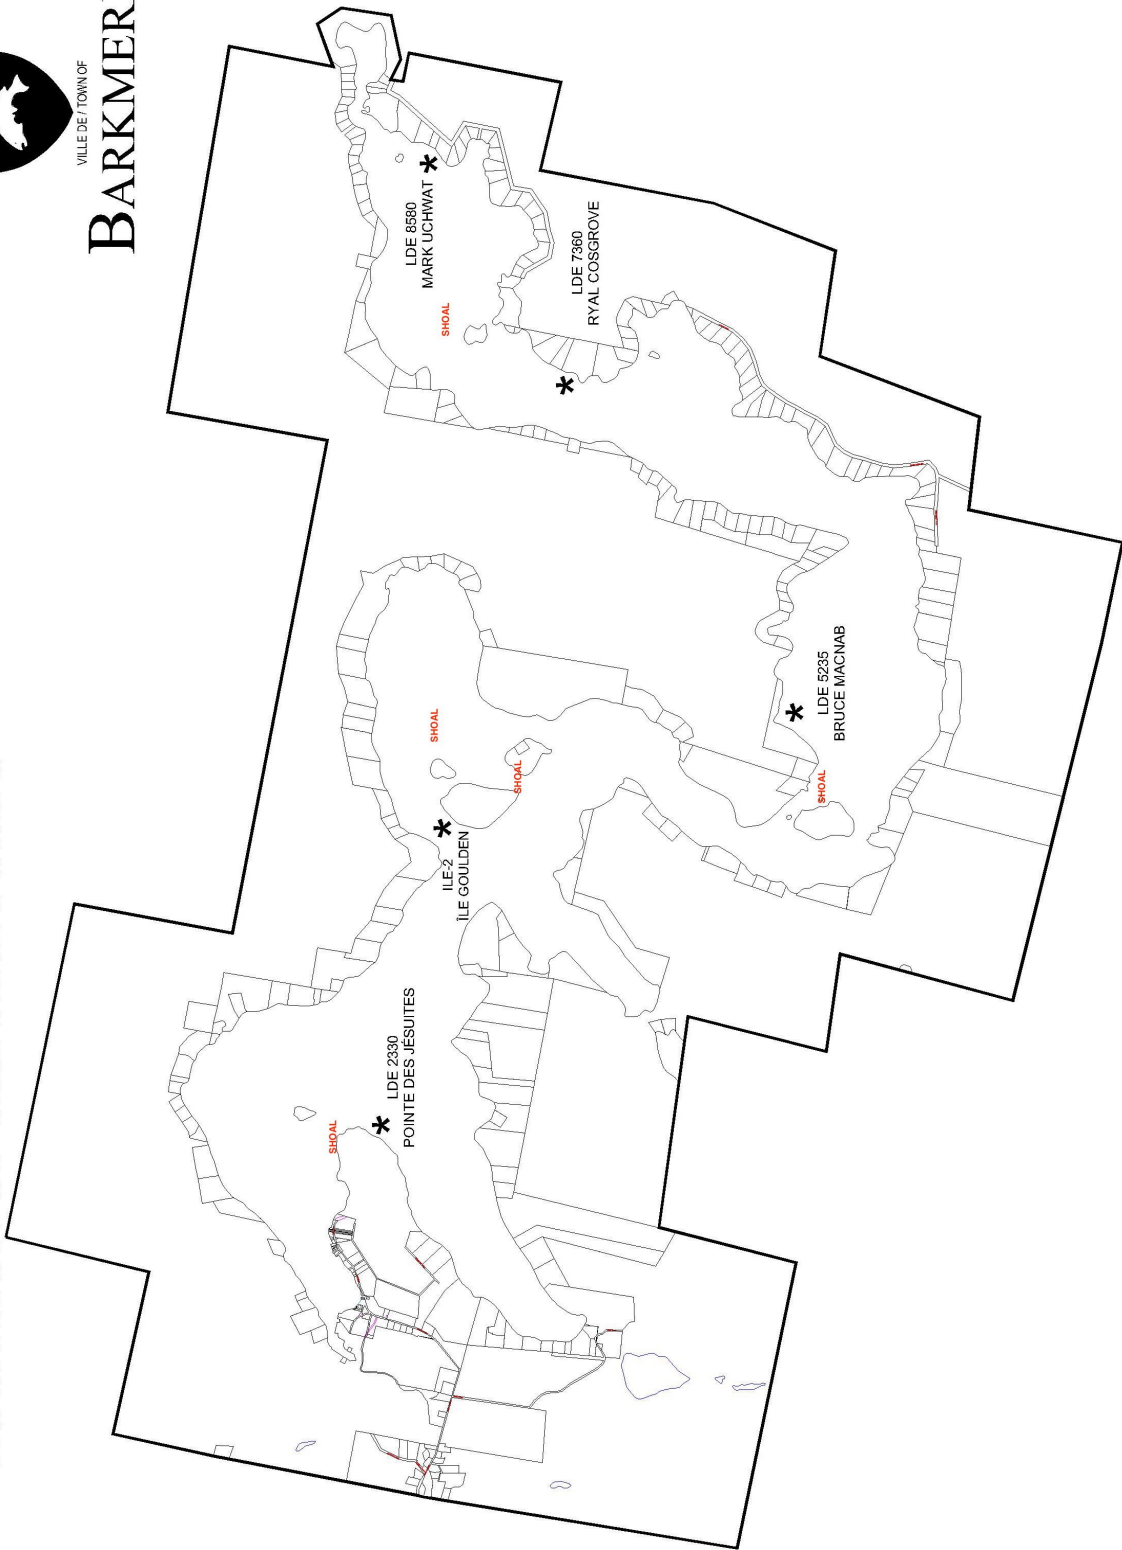 VILLE DE / TOWN OF
BARKMER
LDE 8580
MARK UCHWAT
SHOAL
LDE 7360
RYAL COSGROVE
SHOAL
SHOAL
LDE 5235
BRUCE MACNAB
SHOAL
ILE-2
ÎLE GOULDEN
LDE 2330
POINTE DES JÉSUITES
SHOAL